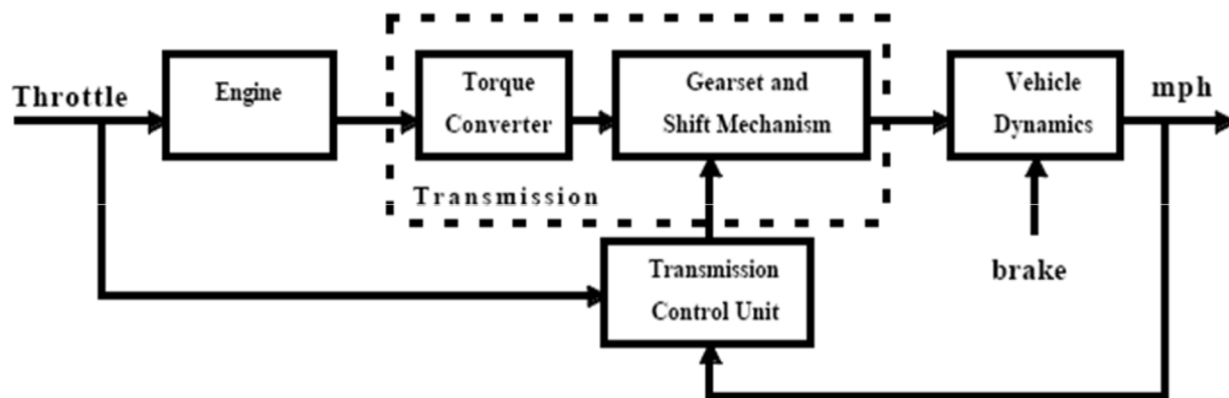 Throttle
Engine
Torque
Converter
Gearset and
Shift Mechanism
Vehicle
Dynamics
mph
Transmission
Transmission
Control Unit
brake